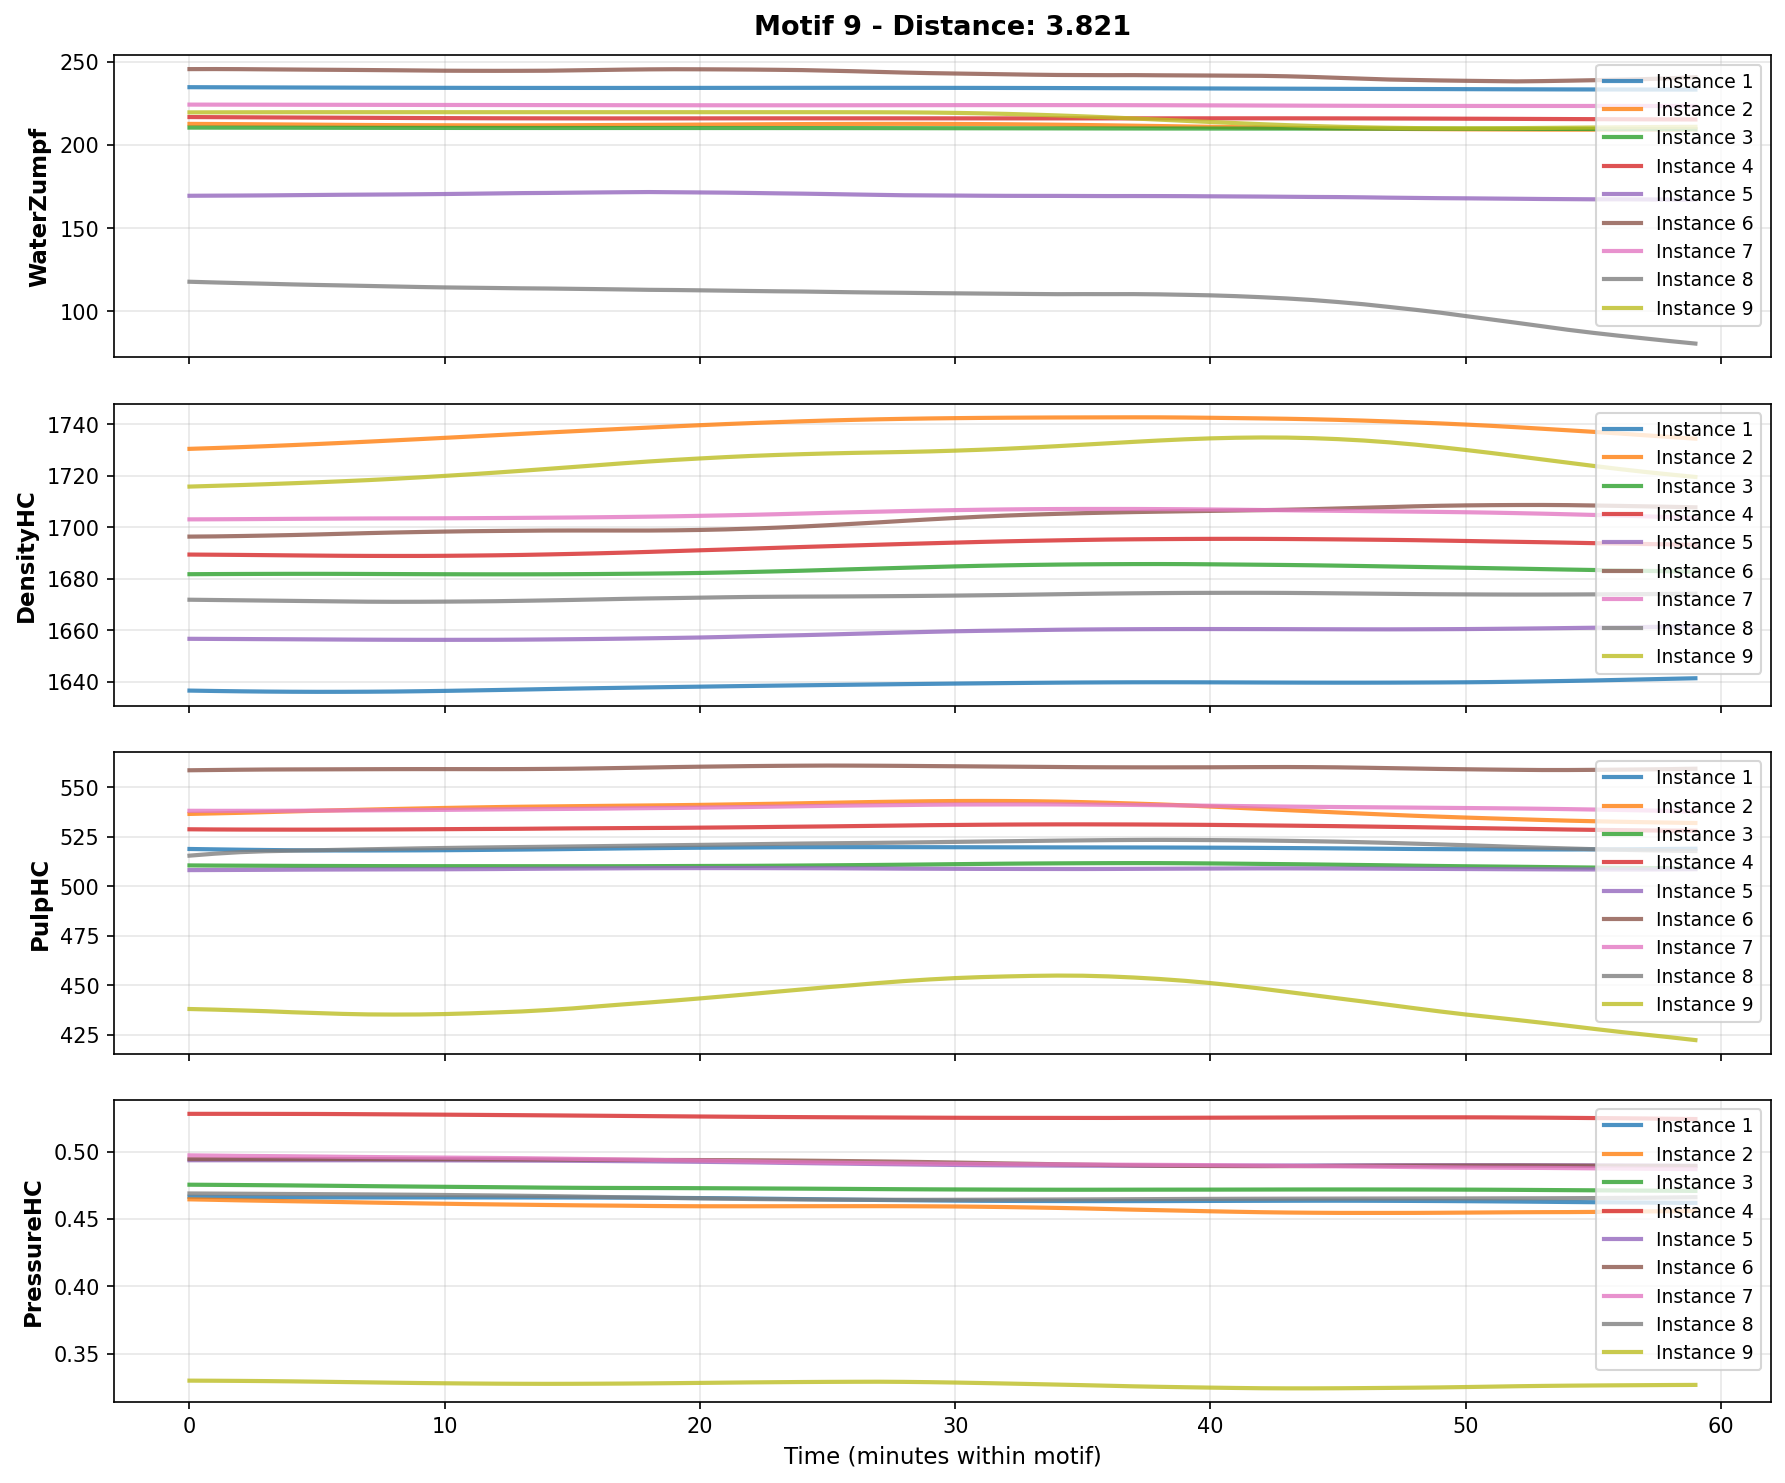 Motif 9 - Distance: 3.821
WaterZumpf
250
200
150
100
Instance 1
Instance 2
Instance 3
Instance 4
Instance 5
Instance 6
Instance 7
Instance 8
Instance 9
DensityHC
1740
1720
1700
1680
1660
1640
Instance 1
Instance 2
Instance 3
Instance 4
Instance 5
Instance 6
Instance 7
Instance 8
Instance 9
PulpHC
550
525
500
475
450
425
Instance 1
Instance 2
Instance 3
Instance 4
Instance 5
Instance 6
Instance 7
Instance 8
Instance 9
PressureHC
0.50
0.45
0.40
0.35
Instance 1
Instance 2
Instance 3
Instance 4
Instance 5
Instance 6
Instance 7
Instance 8
Instance 9
0 10 20 30 40 50 60
Time (minutes within motif)